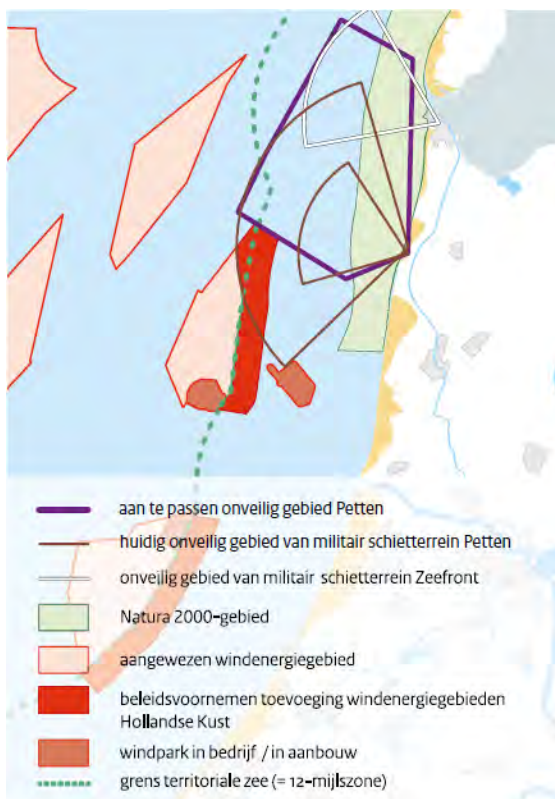 aan te passen onveilig gebied Petten
huidig onveilig gebied van militair schietterrein Petten
onveilig gebied van militair schietterrein Zeefront
Natura 2000-gebied
aangewezen windenergiegebied
beleidsvoornemen toevoeging windenergiegebieden
Hollandse Kust
windpark in bedrijf / in aanbouw
grens territoriale zee (= 12-mijlszone)